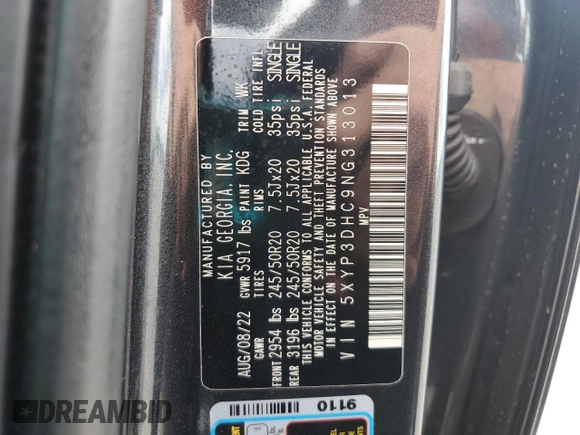 MANUFACTURED BY
KIA GEORGIA, INC.
AUG/08/22 GVWR 5917 lbs PAINT KDG TRIM WK
GAWR TIRES RIMS COLD TIRE INFL
FRONT 2954 lbs 245/50R20 7.5Jx20 35psi SINGLE
REAR 3196 lbs 245/50R20 7.5Jx20 35psi SINGLE
THIS VEHICLE CONFORMS TO ALL APPLICABLE U.S.A. FEDERAL
MOTOR VEHICLE SAFETY AND THEFT PREVENTION STANDARDS
IN EFFECT ON THE DATE OF MANUFACTURE SHOWN ABOVE
VIN 5XYP3DHC9NG313013
MPV
9110
DREAMBID